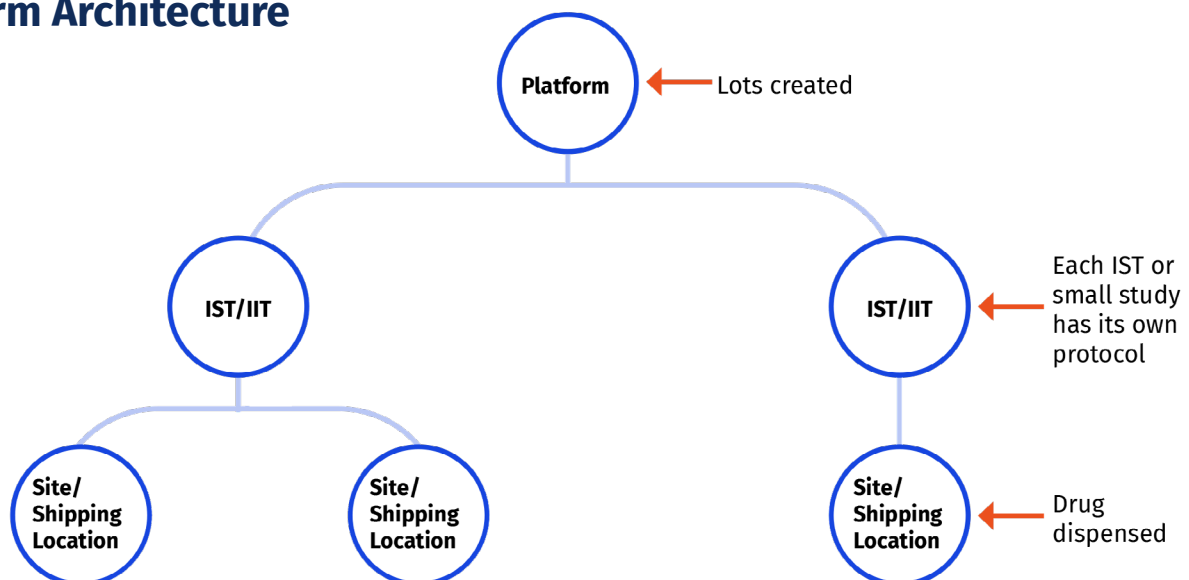 rm Architecture
Platform
Lots created
IST/IIT
IST/IIT
Each IST or
small study
has its own
protocol
Site/
Shipping
Location
Site/
Shipping
Location
Site/
Shipping
Location
Drug
dispensed